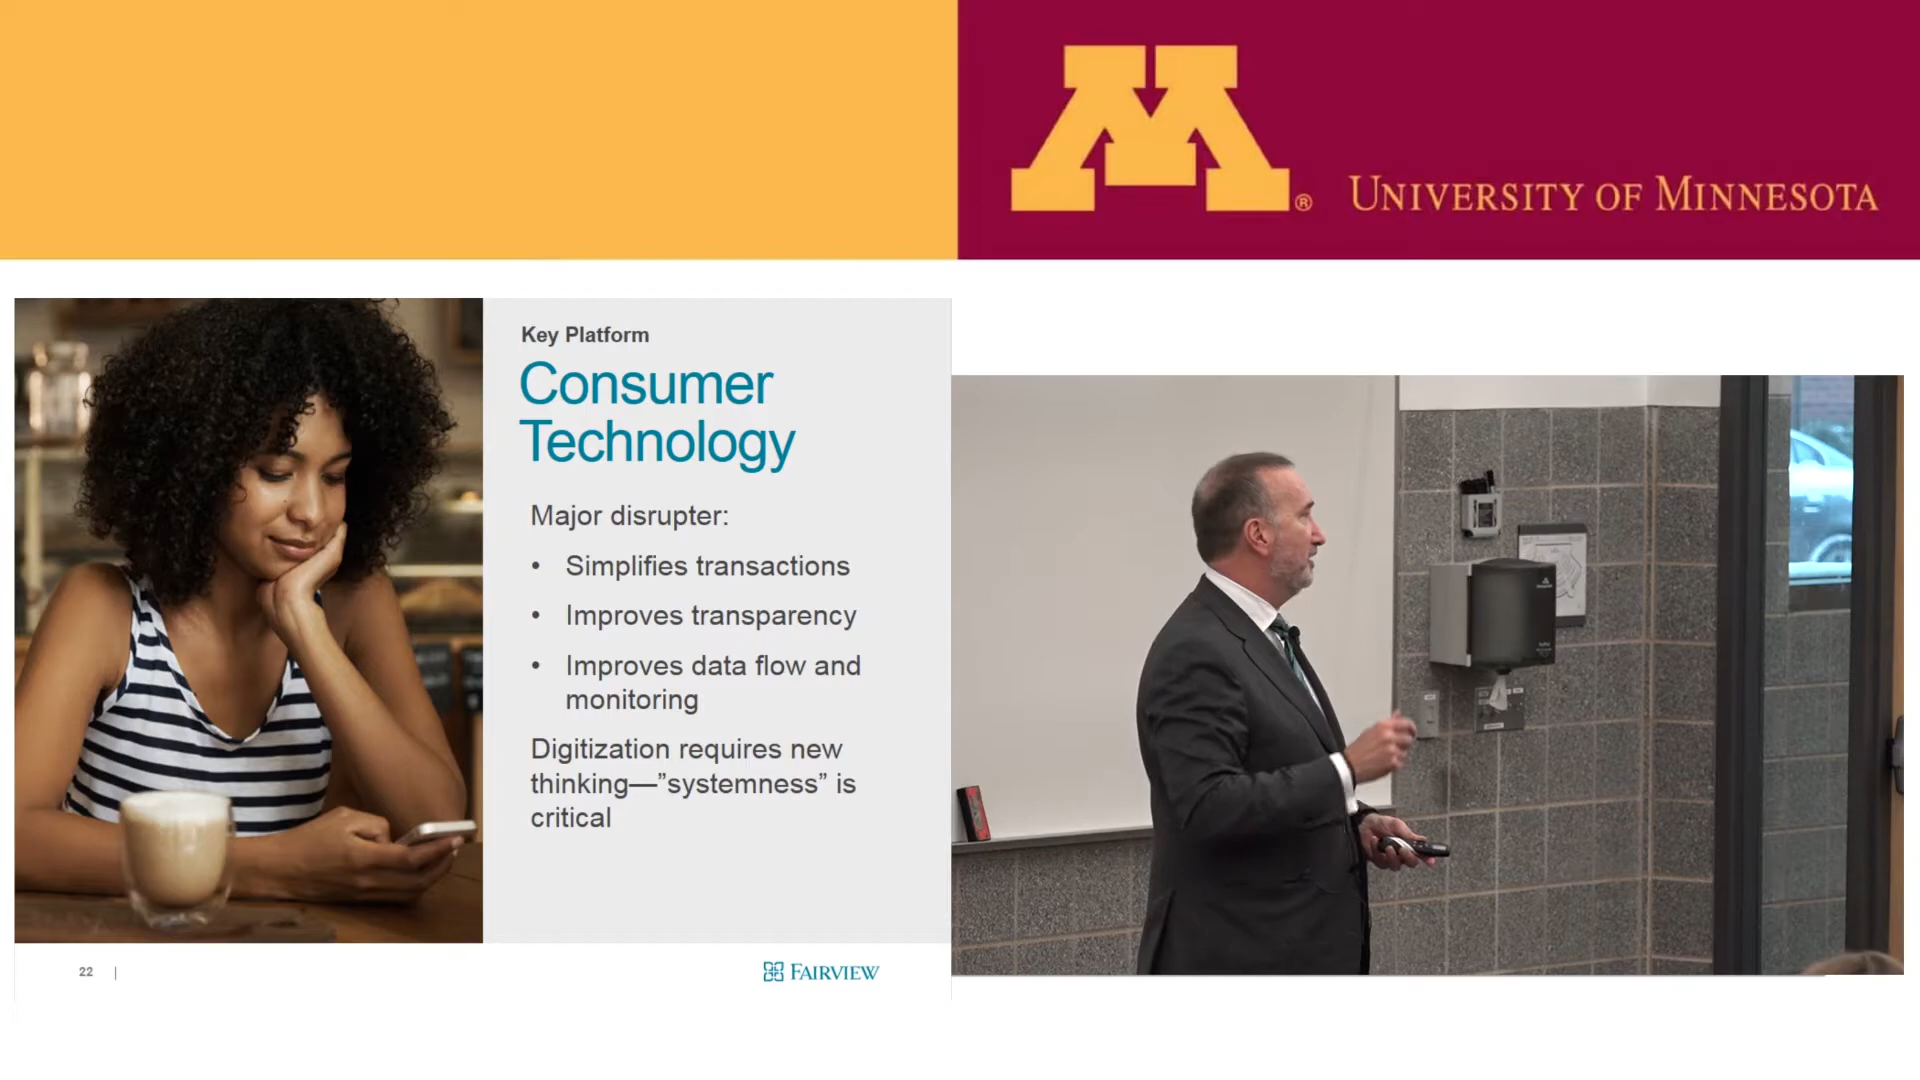 M®
UNIVERSITY OF MINNESOTA
Key Platform
Consumer
Technology
Major disrupter:
• Simplifies transactions
• Improves transparency
• Improves data flow and
monitoring
Digitization requires new
thinking—”systemness” is
critical
22 |
FAIRVIEW